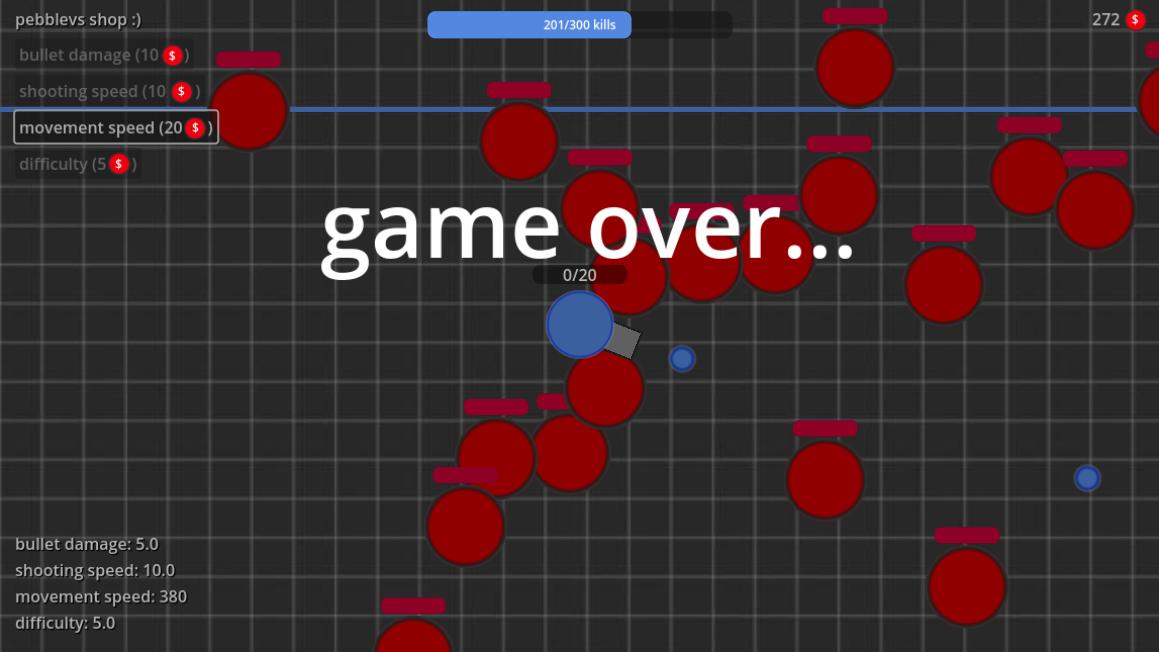 pebblevs shop :)
201/300 kills
272 $
bullet damage (10 $ )
shooting speed (10 $ )
movement speed (20 $ )
difficulty (5 $ )
game over...
0/20
bullet damage: 5.0
shooting speed: 10.0
movement speed: 380
difficulty: 5.0